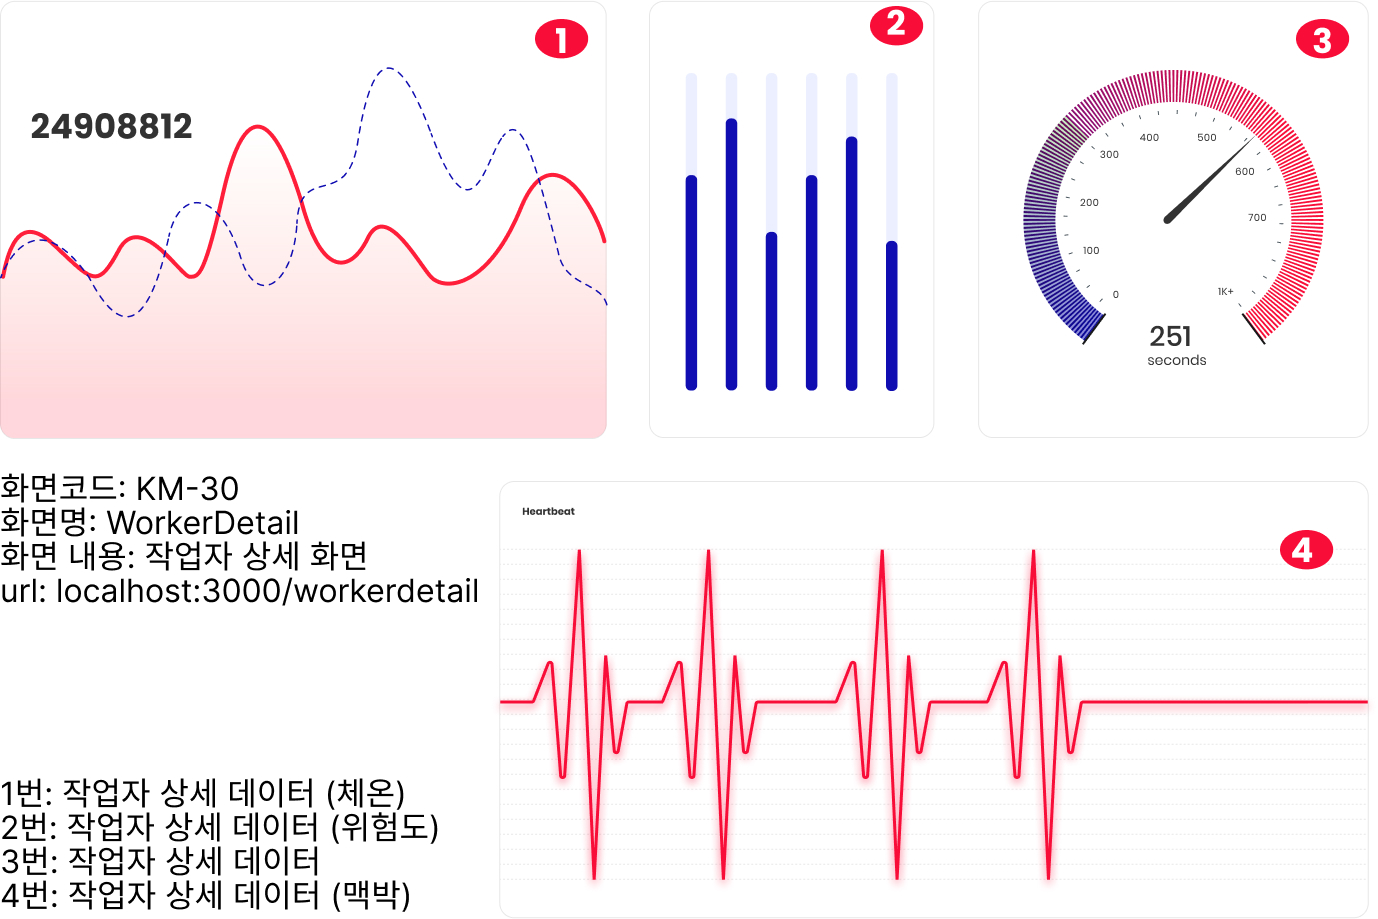 1
24908812
2
3
0
100
200
300
400
500
600
700
1K+
251
seconds
화면코드: KM-30
화면명: WorkerDetail
화면 내용: 작업자 상세 화면
url: localhost:3000/workerdetail
Heartbeat
4
1번: 작업자 상세 데이터 (체온)
2번: 작업자 상세 데이터 (위험도)
3번: 작업자 상세 데이터
4번: 작업자 상세 데이터 (맥박)